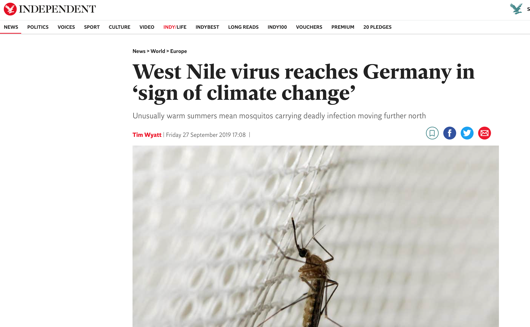 INDEPENDENT
NEWS POLITICS VOICES SPORT CULTURE VIDEO INDY/LIFE INDYBEST LONG READS INDY100 VOUCHERS PREMIUM 20 PLEDGES
News > World > Europe
West Nile virus reaches Germany in
‘sign of climate change’
Unusually warm summers mean mosquitos carrying deadly infection moving further north
Tim Wyatt | Friday 27 September 2019 17:08 |